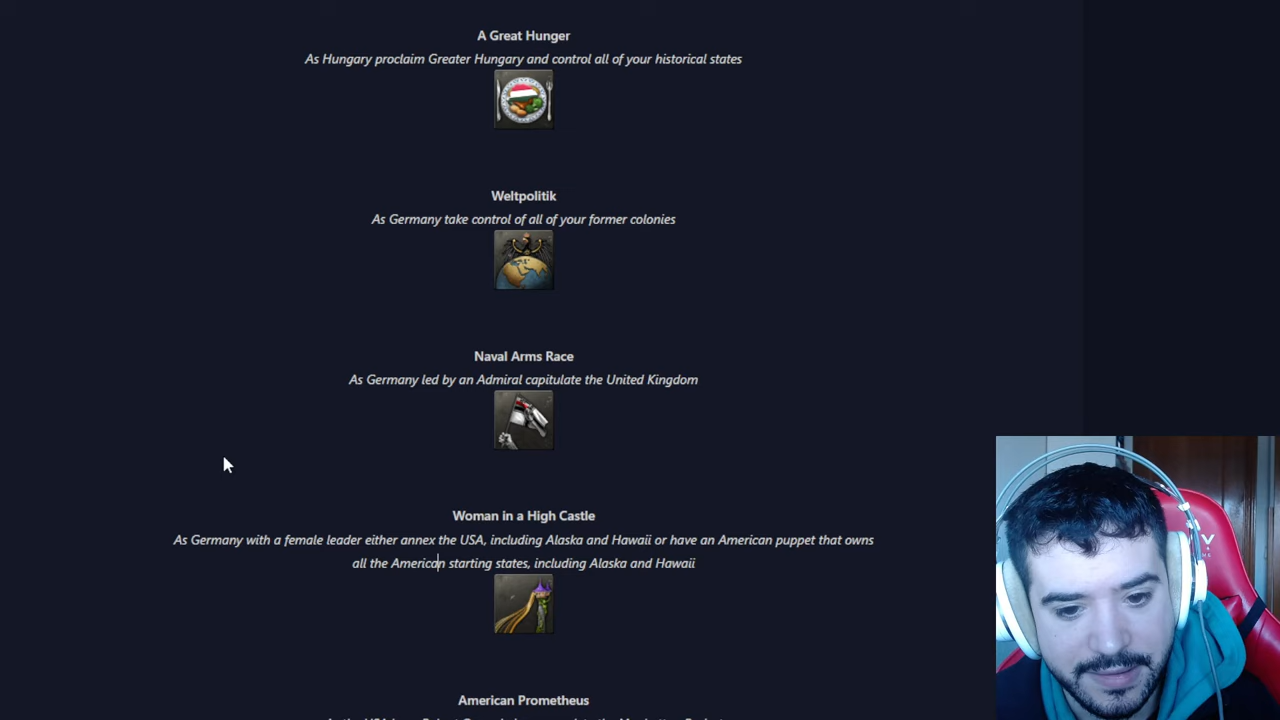 A Great Hunger
As Hungary proclaim Greater Hungary and control all of your historical states
Weltpolitik
As Germany take control of all of your former colonies
Naval Arms Race
As Germany led by an Admiral capitulate the United Kingdom
Woman in a High Castle
As Germany with a female leader either annex the USA, including Alaska and Hawaii or have an American puppet that owns
all the American starting states, including Alaska and Hawaii
American Prometheus